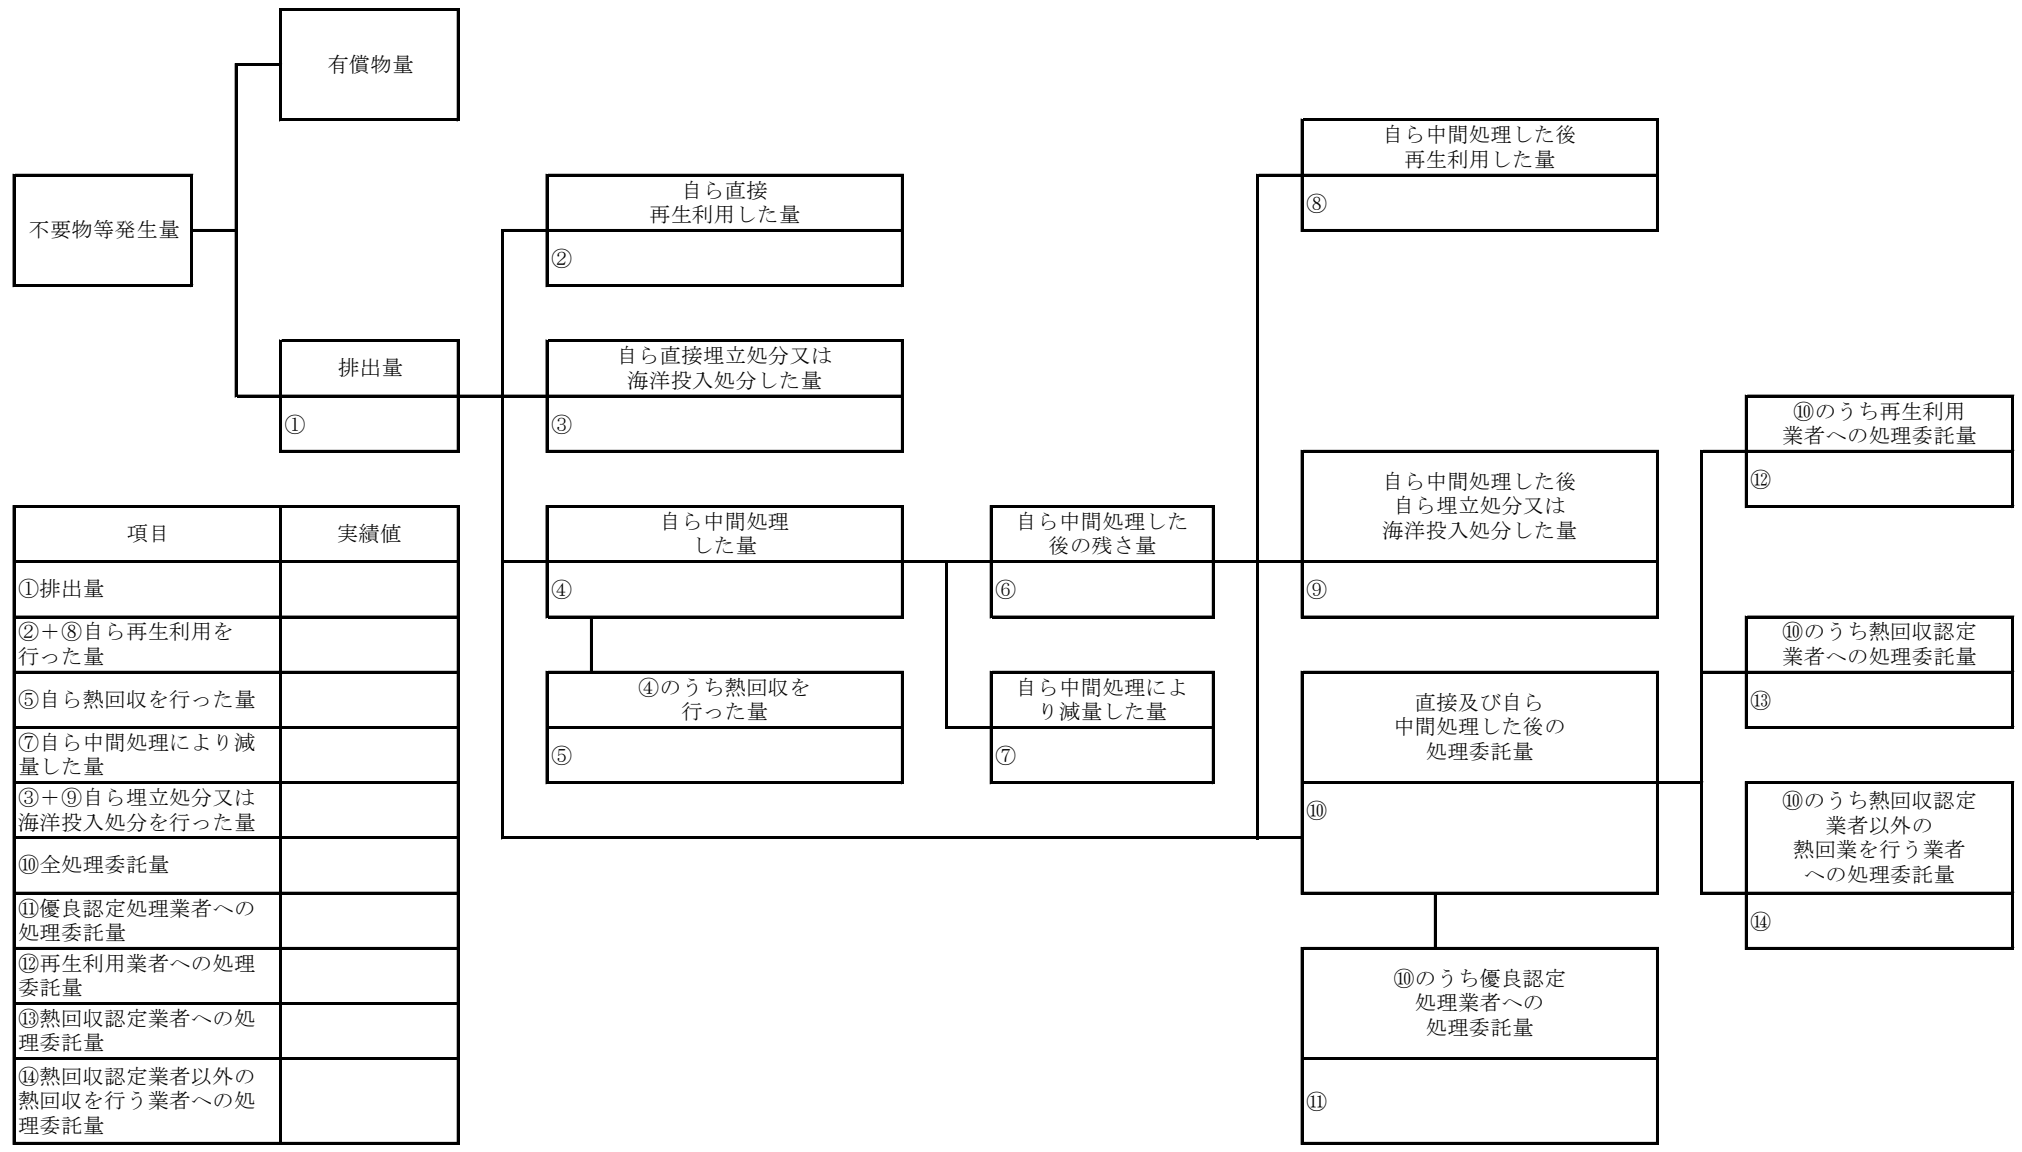 有償物量
不要物等発生量
排出量
①
自ら直接
再生利用した量
②
自ら直接埋立処分又は
海洋投入処分した量
③
自ら中間処理
した量
④
④のうち熱回収を
行った量
⑤
自ら中間処理した
後の残さ量
⑥
自ら中間処理によ
り減量した量
⑦
自ら中間処理した後
再生利用した量
⑧
自ら中間処理した後
自ら埋立処分又は
海洋投入処分した量
⑨
直接及び自ら
中間処理した後の
処理委託量
⑩
⑩のうち優良認定
処理業者への
処理委託量
⑪
⑩のうち再生利用
業者への処理委託量
⑫
⑩のうち熱回収認定
業者への処理委託量
⑬
⑩のうち熱回収認定
業者以外の
熱回業を行う業者
への処理委託量
⑭
項目
実績値
①排出量
②+⑧自ら再生利用を
行った量
⑤自ら熱回収を行った量
⑦自ら中間処理により減
量した量
③+⑨自ら埋立処分又は
海洋投入処分を行った量
⑩全処理委託量
⑪優良認定処理業者への
処理委託量
⑫再生利用業者への処理
委託量
⑬熱回収認定業者への処
理委託量
⑭熱回収認定業者以外の
熱回収を行う業者への処
理委託量